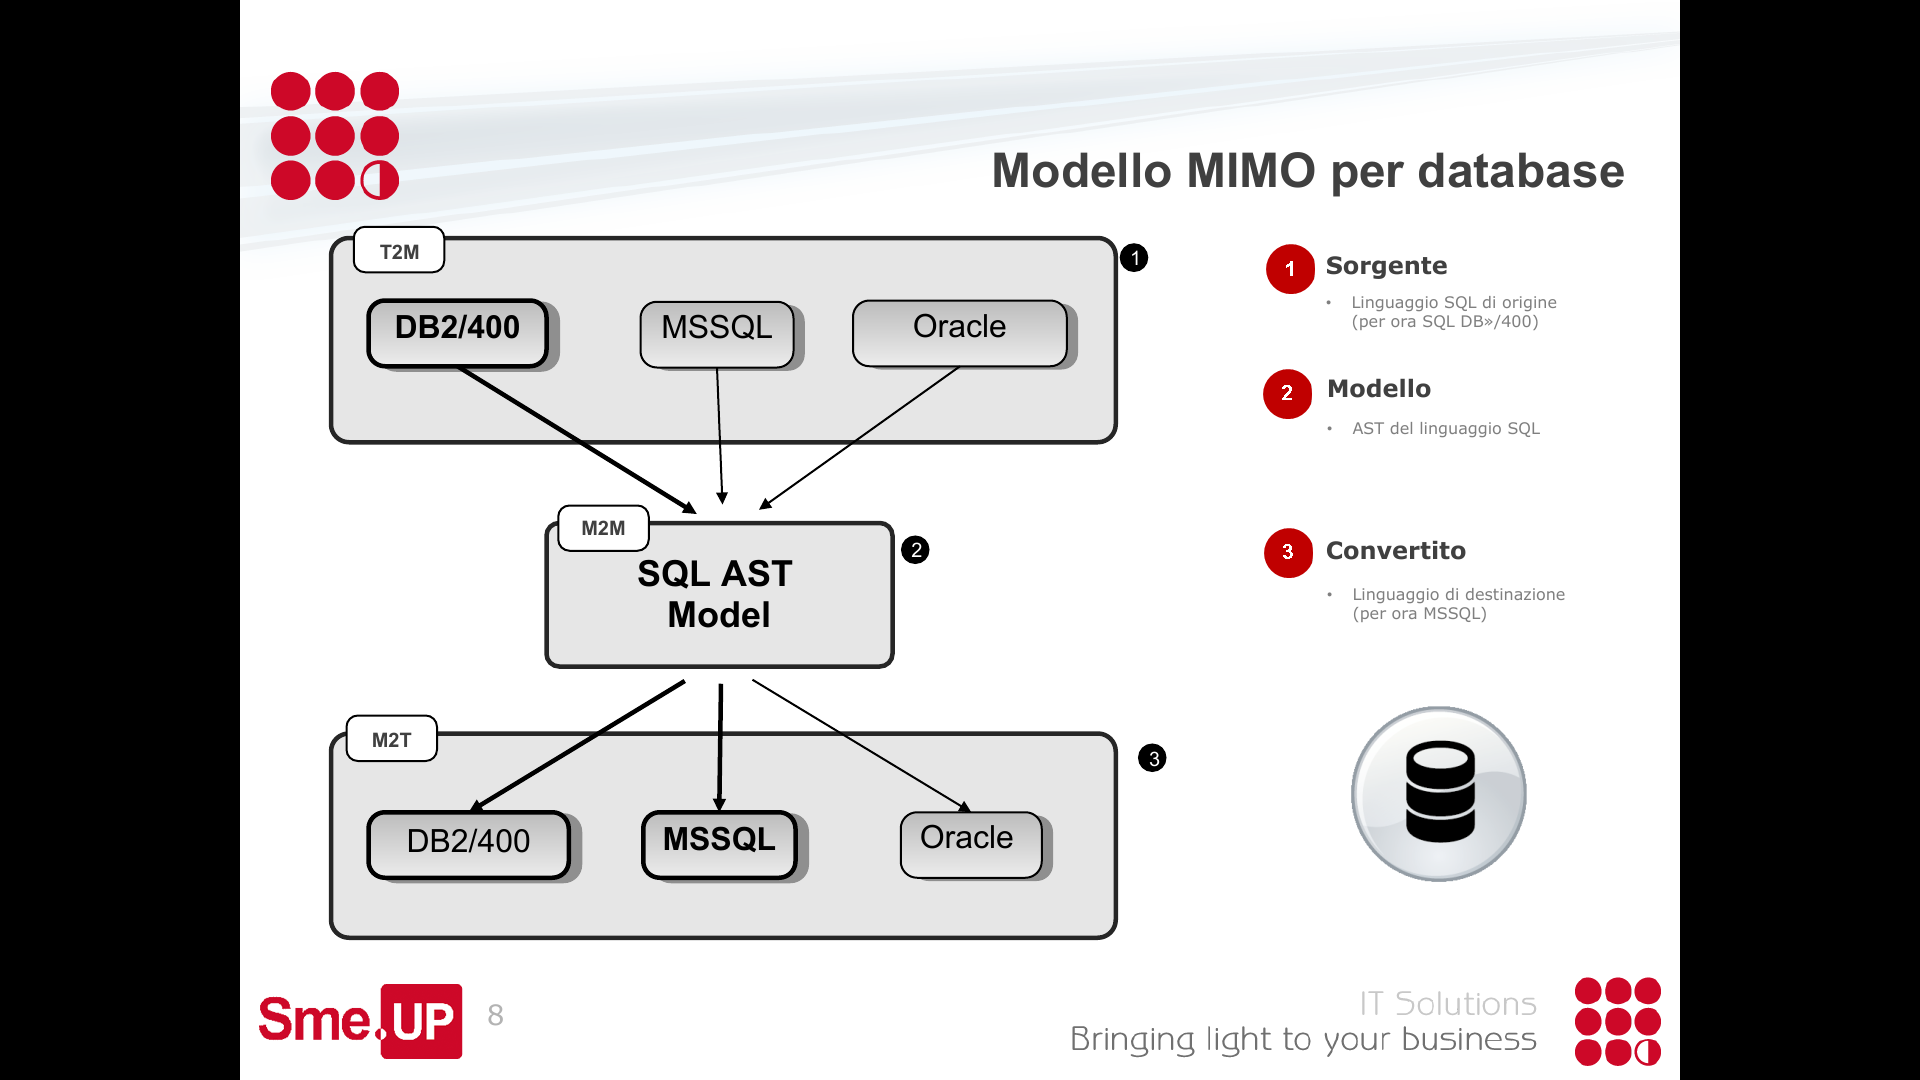 Modello MIMO per database
T2M
1
DB2/400
MSSQL
Oracle
M2M
2
SQL AST
Model
M2T
3
DB2/400
MSSQL
Oracle
1
Sorgente
• Linguaggio SQL di origine
(per ora SQL DB»/400)
2
Modello
• AST del linguaggio SQL
3
Convertito
• Linguaggio di destinazione
(per ora MSSQL)
Sme.UP
8
IT Solutions
Bringing light to your business